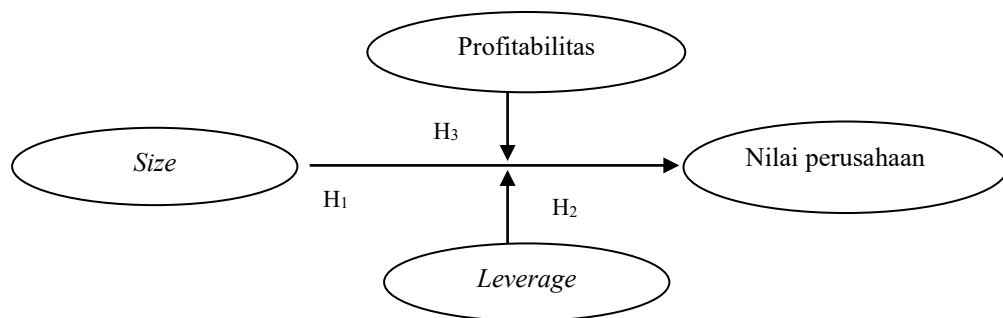 Profitabilitas
H3
Size
Nilai perusahaan
H1
H2
Leverage